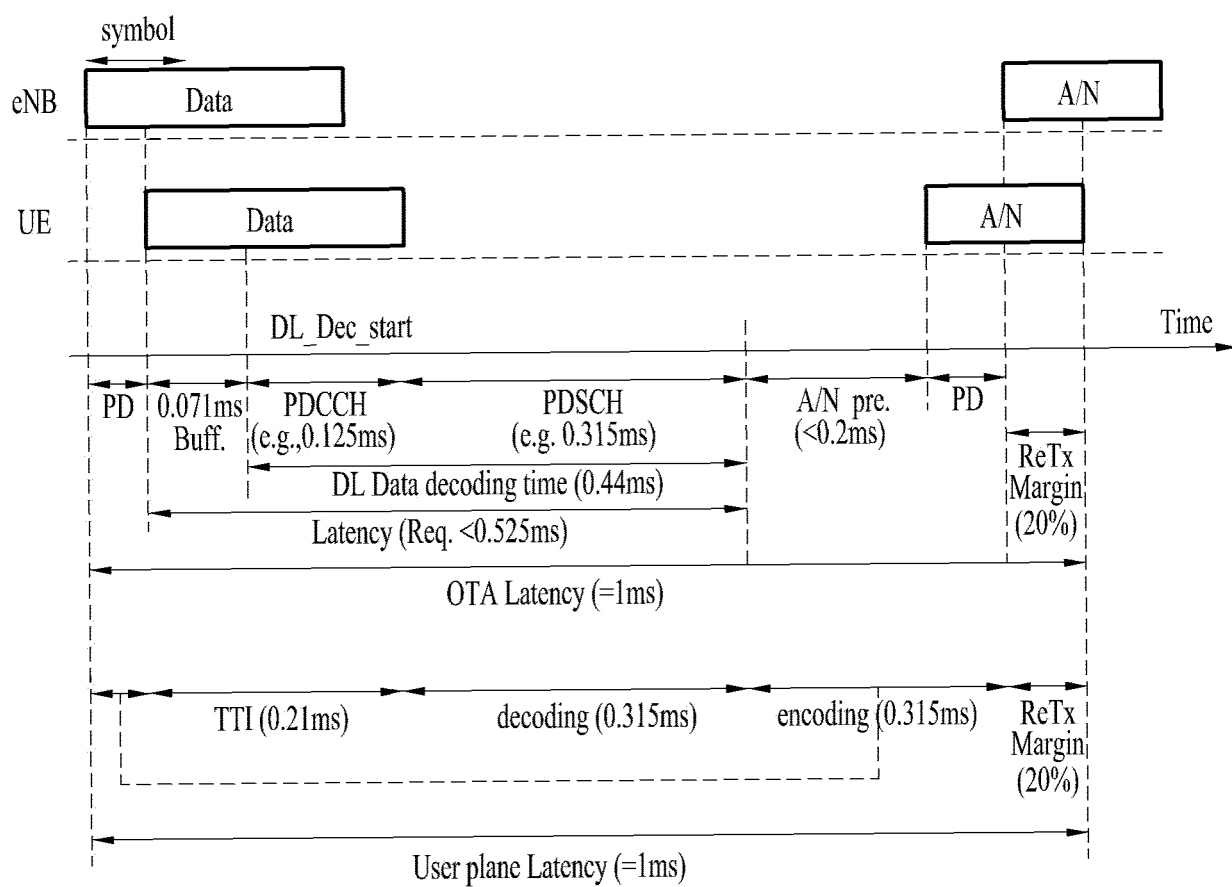 symbol
eNB
Data
A/N
UE
Data
A/N
DL_Dec_start
Time
PD
0.071ms
Buff.
PDCCH
(e.g.,0.125ms)
PDSCH
(e.g. 0.315ms)
A/N pre.
(<0.2ms)
PD
ReTx
Margin
(20%)
DL Data decoding time (0.44ms)
Latency (Req. <0.525ms)
OTA Latency (=1ms)
TTI (0.21ms)
decoding (0.315ms)
encoding (0.315ms)
ReTx
Margin
(20%)
User plane Latency (=1ms)